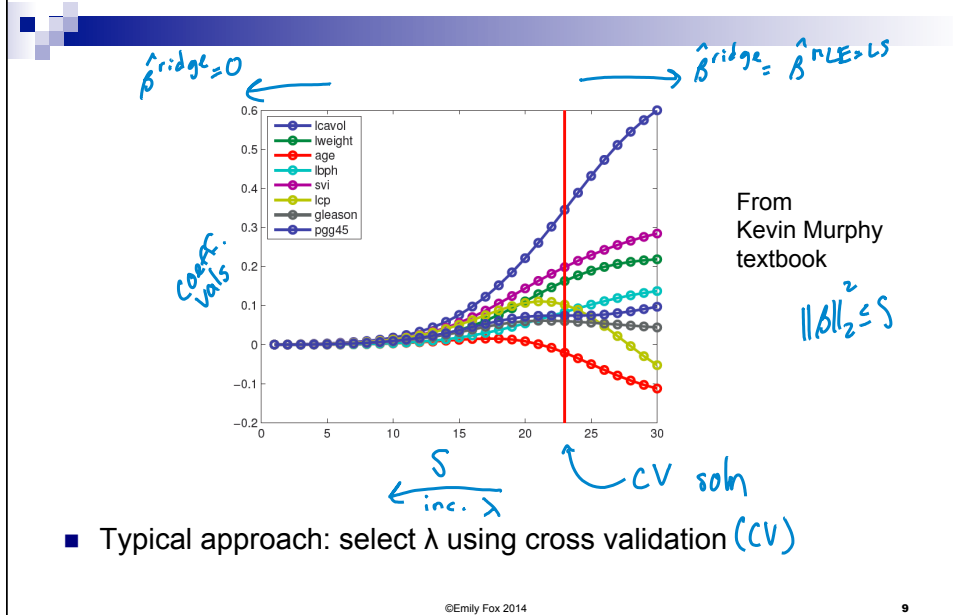 β̂ ridge = 0
β̂ ridge = β̂ MLE = LS
0.6
0.5
0.4
0.3
0.2
0.1
0
−0.1
−0.2
lcavol
lweight
age
lbph
svi
lcp
gleason
pgg45
coeff.
vals
From
Kevin Murphy
textbook
||β||₂² ≤ S
0 5 10 15 20 25 30
S
inc. λ
CV soln
Typical approach: select λ using cross validation (CV)
©Emily Fox 2014
9